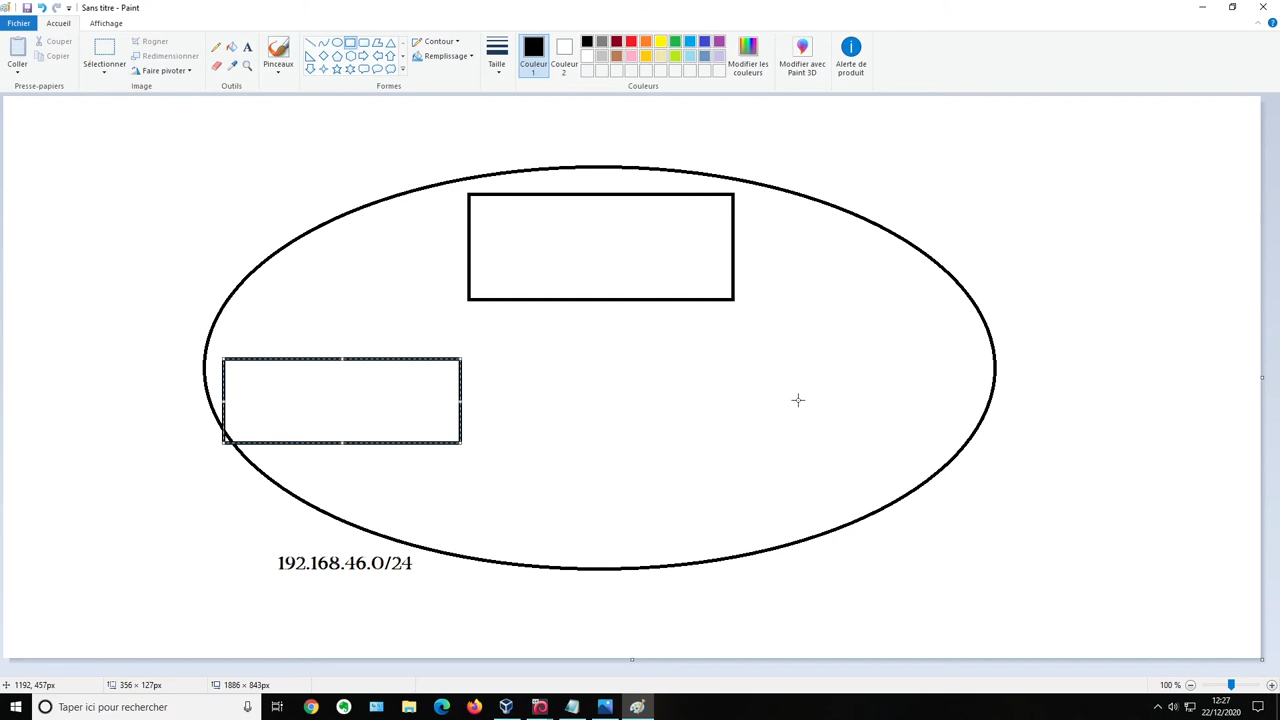 Sans titre - Paint
Fichier Accueil Affichage
Coller
Couper
Copier
Presse-papiers
Sélectionner
Rogner
Redimensionner
Faire pivoter
Image
A
Outils
Pinceaux
Contour
Remplissage
Formes
Taille
Couleur 1
Couleur 2
Modifier les couleurs
Couleurs
Modifier avec Paint 3D
Alerte de produit
192.168.46.0/24
1192, 457px
356 × 127px
1886 × 843px
100 %
Taper ici pour rechercher
12:27
22/12/2020